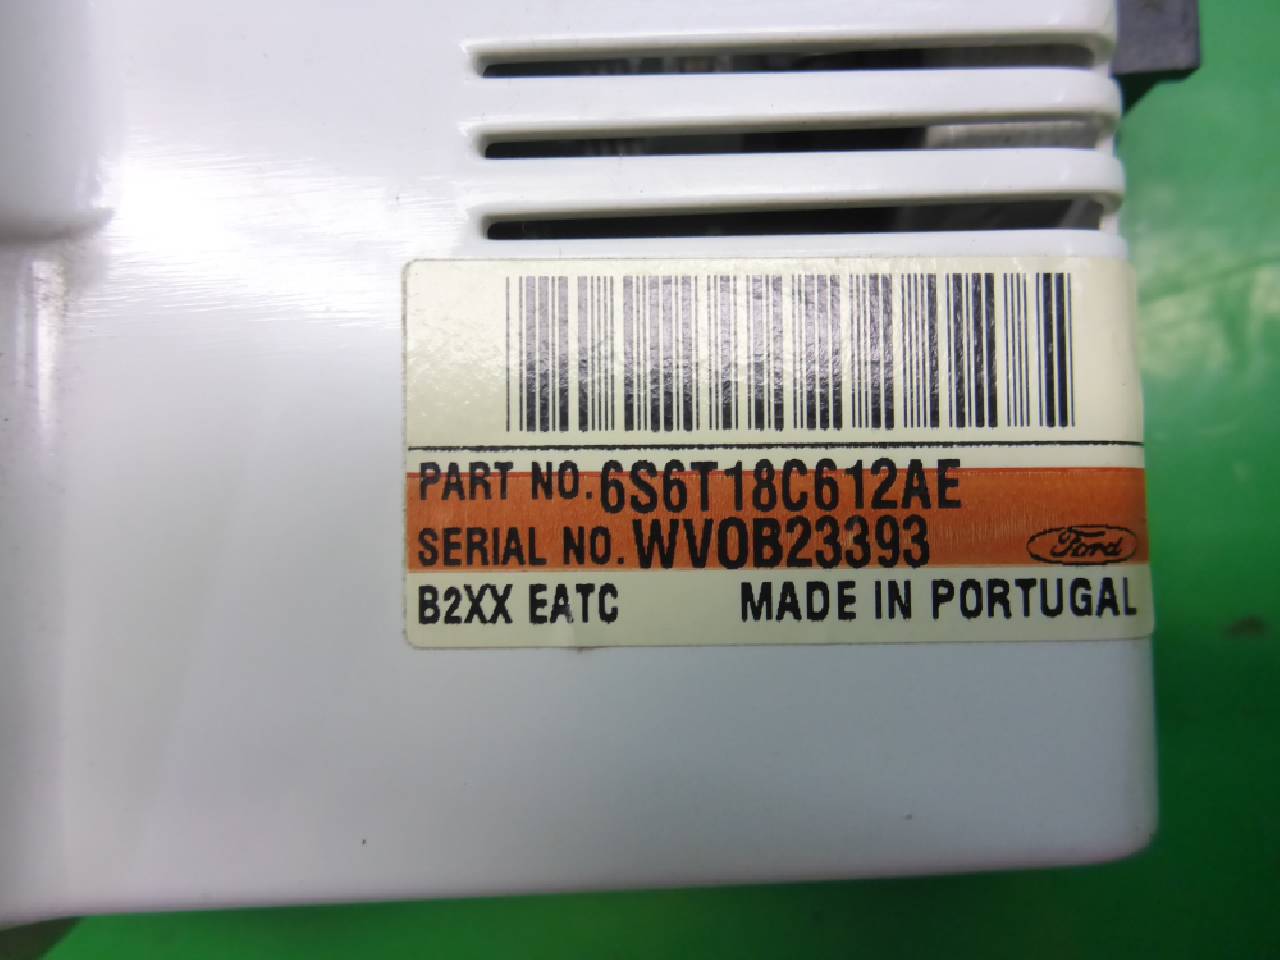 PART NO. 6S6T18C612AE
SERIAL NO. WV0B23393
Ford
B2XX EATC MADE IN PORTUGAL